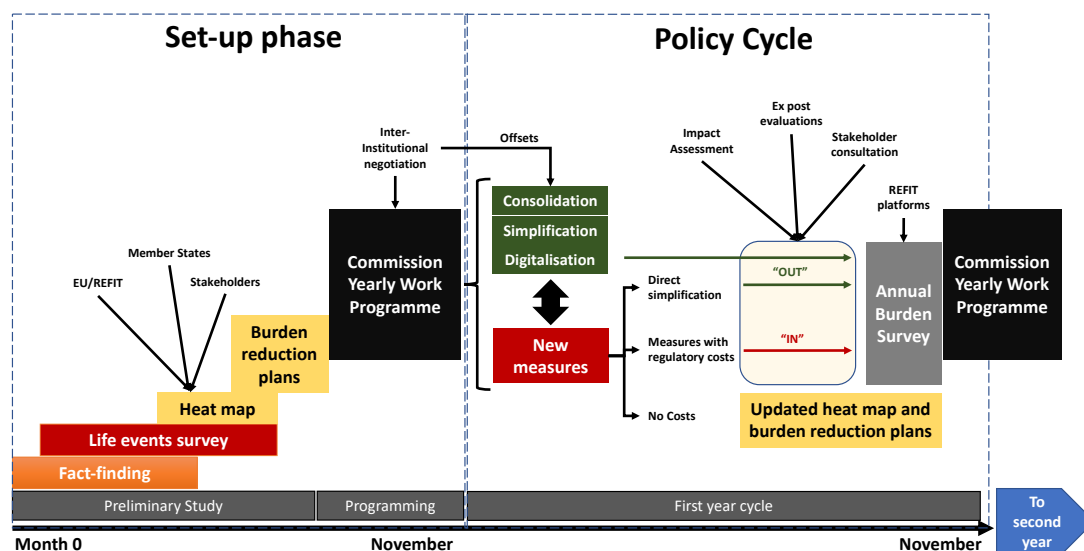 Set-up phase
Policy Cycle
Inter-
Institutional
negotiation
Offsets
Impact
Assessment
Ex post
evaluations
Stakeholder
consultation
REFIT
platforms
Member States
EU/REFIT
Stakeholders
Commission
Yearly Work
Programme
Consolidation
Simplification
Digitalisation
New
measures
Direct
simplification
Measures with
regulatory costs
No Costs
"OUT"
"IN"
Annual
Burden
Survey
Commission
Yearly Work
Programme
Burden
reduction
plans
Heat map
Life events survey
Fact-finding
Updated heat map and
burden reduction plans
Preliminary Study
Programming
First year cycle
Month 0
November
November
To
second
year